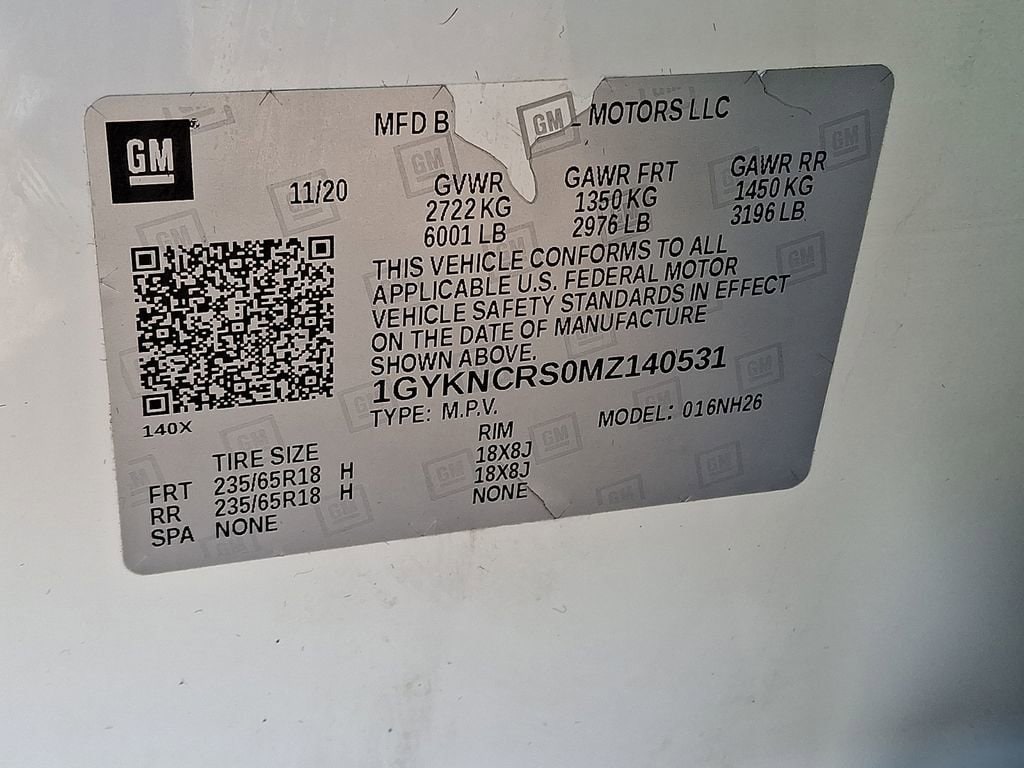 GM
MFD B
GM MOTORS LLC
11/20
GVWR GAWR FRT GAWR RR
2722 KG 1350 KG 1450 KG
6001 LB 2976 LB 3196 LB
THIS VEHICLE CONFORMS TO ALL
APPLICABLE U.S. FEDERAL MOTOR
VEHICLE SAFETY STANDARDS IN EFFECT
ON THE DATE OF MANUFACTURE
SHOWN ABOVE.
1GYKNCRS0MZ140531
TYPE: M.P.V. MODEL: 016NH26
140X
TIRE SIZE RIM
FRT 235/65R18 H 18X8J
RR 235/65R18 H 18X8J
SPA NONE NONE